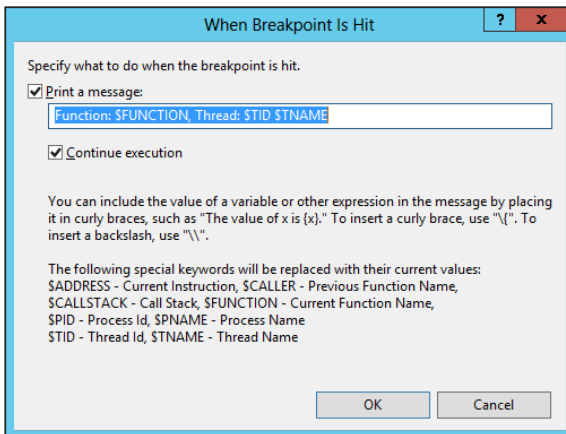 When Breakpoint Is Hit
? x
Specify what to do when the breakpoint is hit.
Print a message:
Function: $FUNCTION, Thread: $TID $TNAME
Continue execution
You can include the value of a variable or other expression in the message by placing
it in curly braces, such as "The value of x is {x}." To insert a curly brace, use "\{". To
insert a backslash, use "\\".
The following special keywords will be replaced with their current values:
$ADDRESS - Current Instruction, $CALLER - Previous Function Name,
$CALLSTACK - Call Stack, $FUNCTION - Current Function Name,
$PID - Process Id, $PNAME - Process Name
$TID - Thread Id, $TNAME - Thread Name
OK Cancel